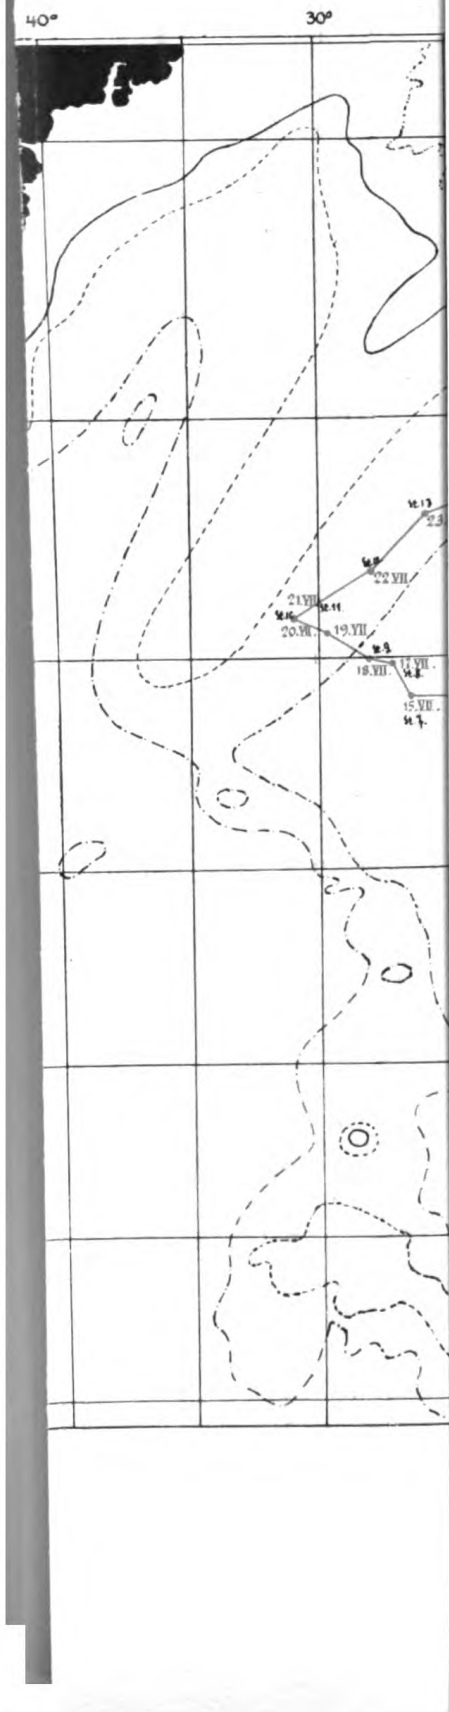 40° 30°
St. 13.
23.
22.VII.
21.VII.
St. 11.
St. 10.
20.VII. 19.VII.
St. 9. 17.VII.
18.VII. St. 8.
15.VII.
St. 7.